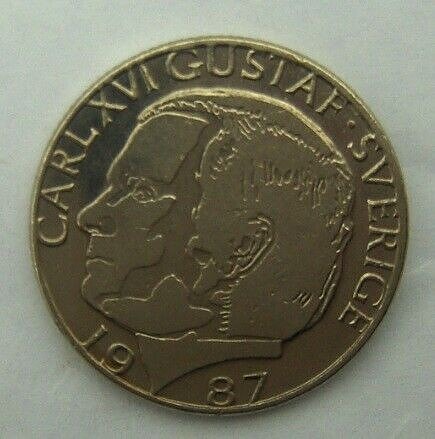 CARL XVI GUSTAF · SVERIGE
19 87